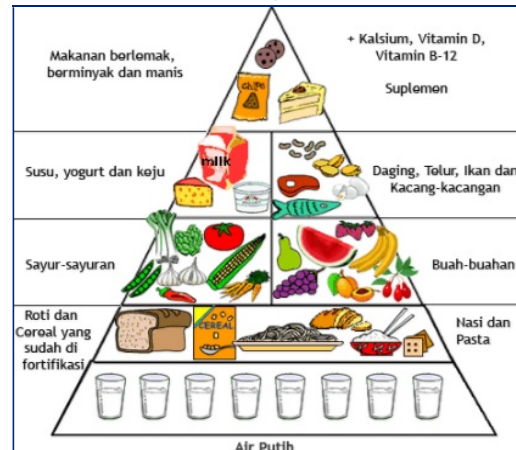 Makanan berlemak,
berminyak dan manis
+ Kalsium, Vitamin D,
Vitamin B-12
Suplemen
Chips
milk
Susu, yogurt dan keju
Daging, Telur, Ikan dan
Kacang-kacangan
Sayur-sayuran
Buah-buahan
Roti dan
Cereal yang
sudah di
fortifikasi
CEREAL
Nasi dan
Pasta
Air Putih